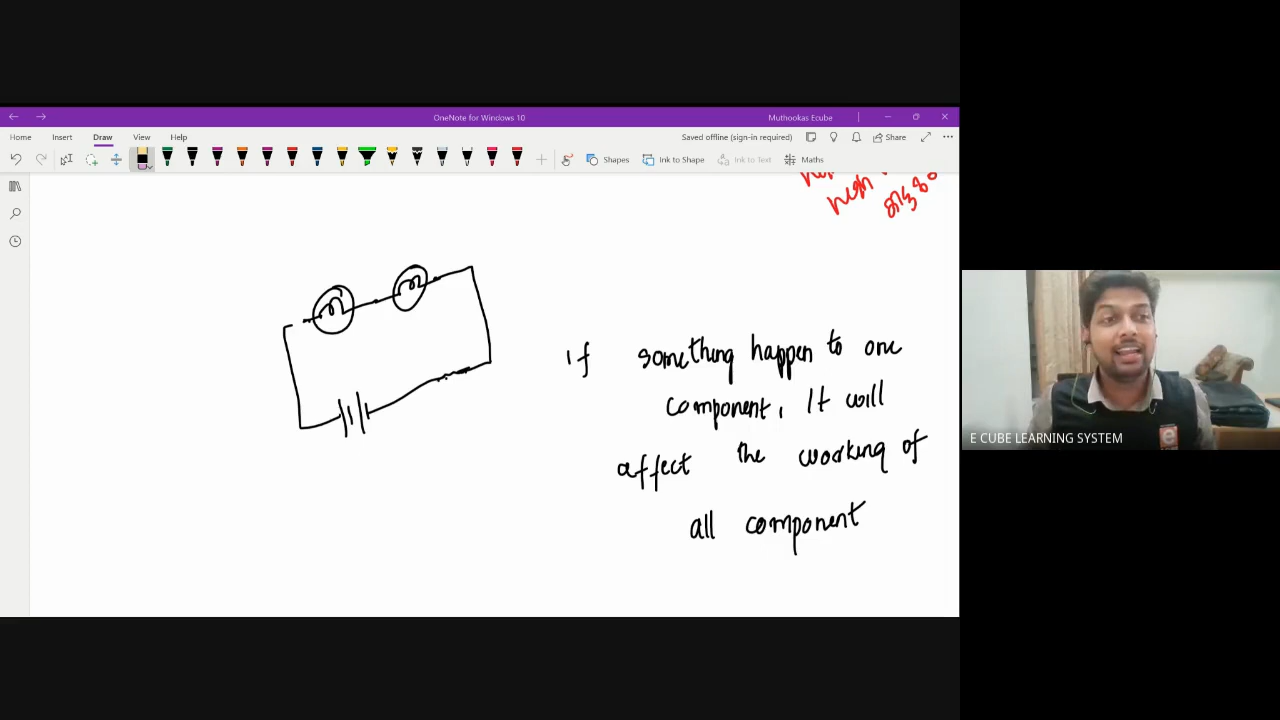 OneNote for Windows 10
Muthookas Ecube
Home Insert Draw View Help
Saved offline (sign-in required)
Share
Shapes
Ink to Shape
Ink to Text
Maths
If something happen to one
component, It will
affect the working of
all component
E CUBE LEARNING SYSTEM